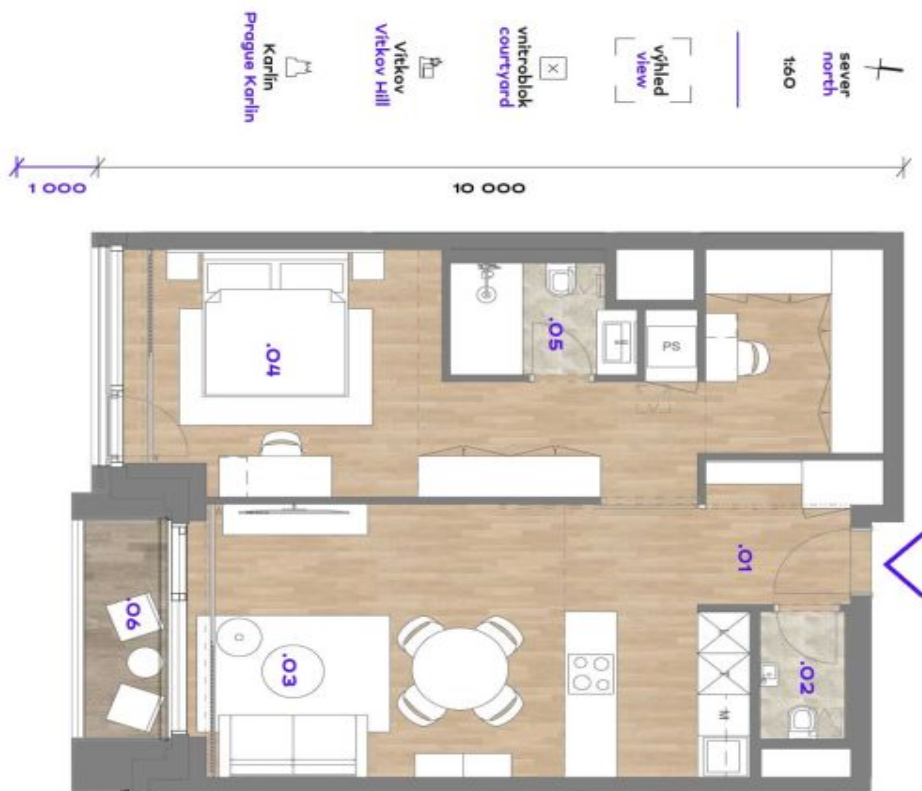 sever
north
1:60
výhled
view
x
vnitroblok
courtyard
Vítkov
Vítkov Hill
Karlín
Prague Karlín
10 000
1 000
PS
.05
.04
.01
.02
M
.03
.06